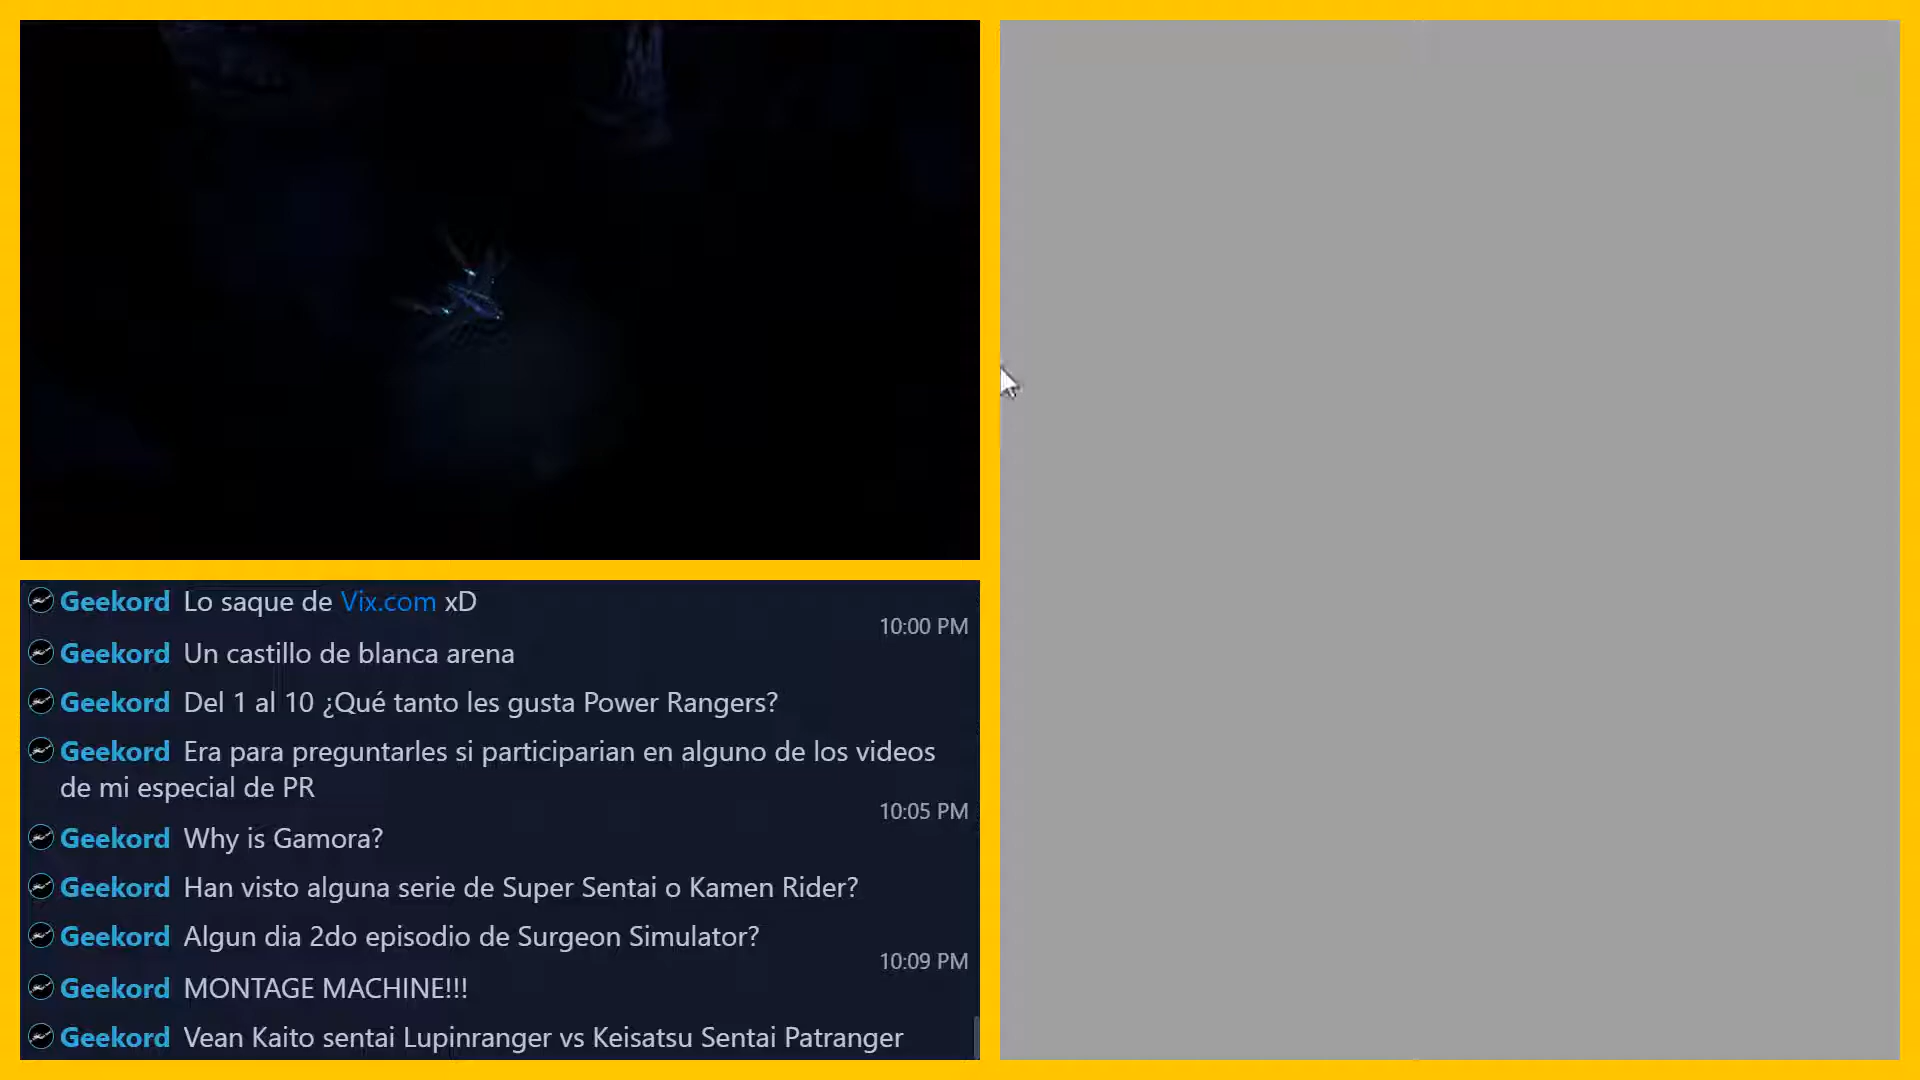 Geekord Lo saque de Vix.com xD
10:00 PM
Geekord Un castillo de blanca arena
Geekord Del 1 al 10 ¿Qué tanto les gusta Power Rangers?
Geekord Era para preguntarles si participarian en alguno de los videos
de mi especial de PR
10:05 PM
Geekord Why is Gamora?
Geekord Han visto alguna serie de Super Sentai o Kamen Rider?
Geekord Algun dia 2do episodio de Surgeon Simulator?
10:09 PM
Geekord MONTAGE MACHINE!!!
Geekord Vean Kaito sentai Lupinranger vs Keisatsu Sentai Patranger